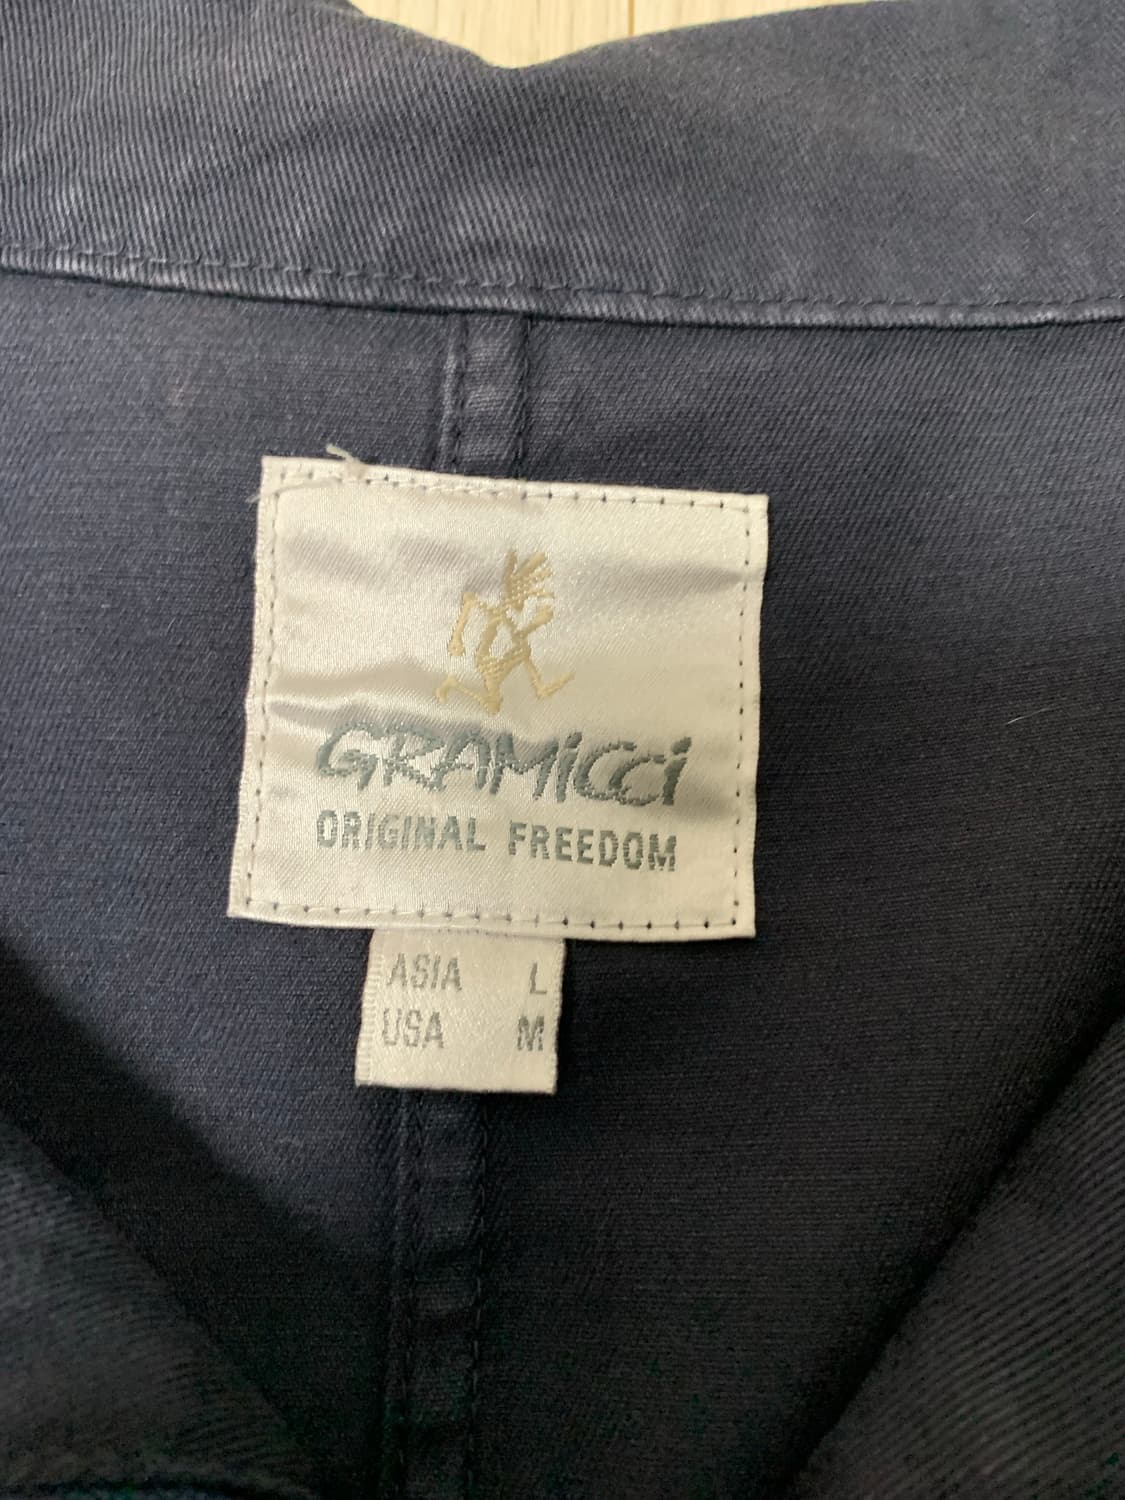 GRAMiCCi
ORIGINAL FREEDOM
ASIA L
USA M